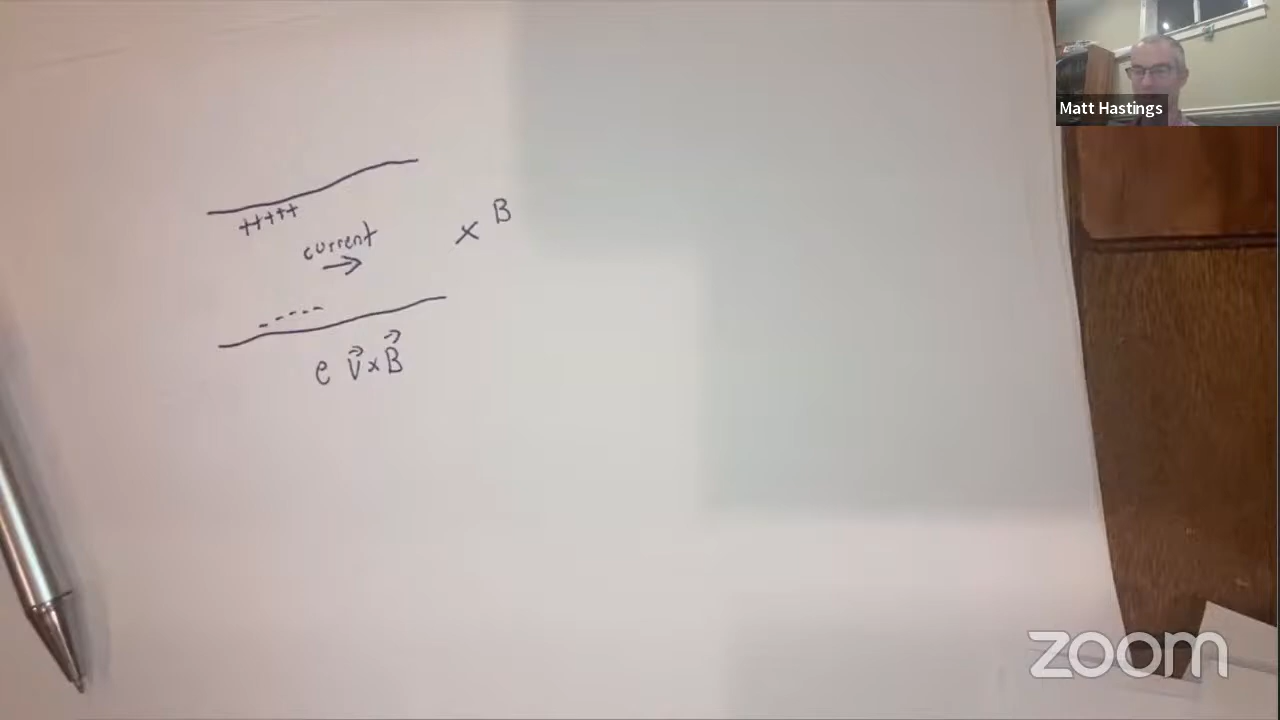 Matt Hastings
+++++
current
→
× B
-----
e v⃗ × B⃗
zoom